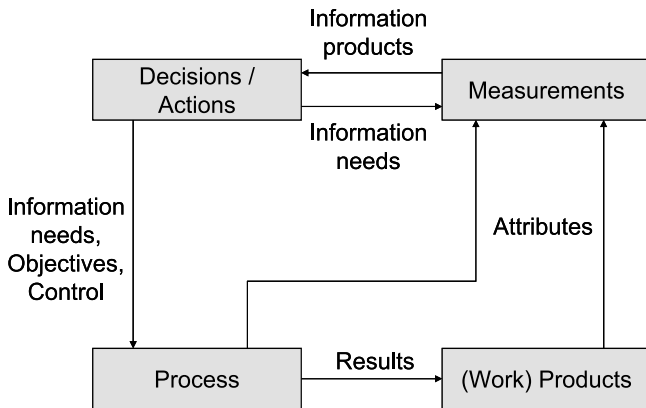 Information
products
Decisions /
Actions
Measurements
Information
needs
Information
needs,
Objectives,
Control
Attributes
Process
Results
(Work) Products